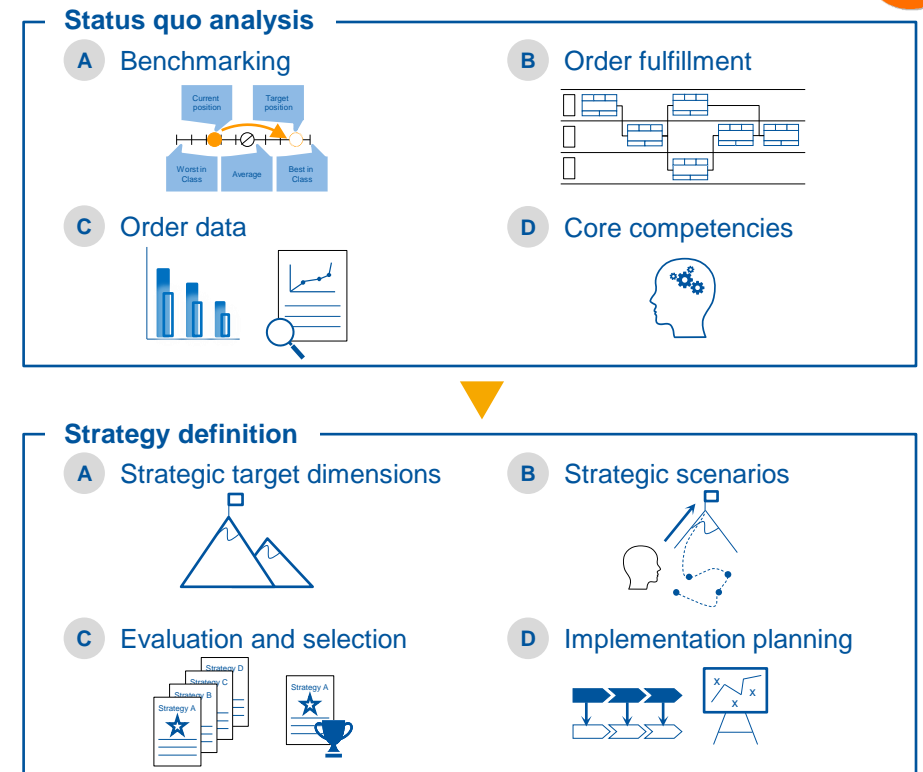 Status quo analysis
A Benchmarking
Current
position
Target
position
Worst in
Class
Average
Best in
Class
B Order fulfillment
C Order data
D Core competencies
Strategy definition
A Strategic target dimensions
B Strategic scenarios
C Evaluation and selection
Strategy D
Strategy C
Strategy B
Strategy A
Strategy A
D Implementation planning
X
X
X